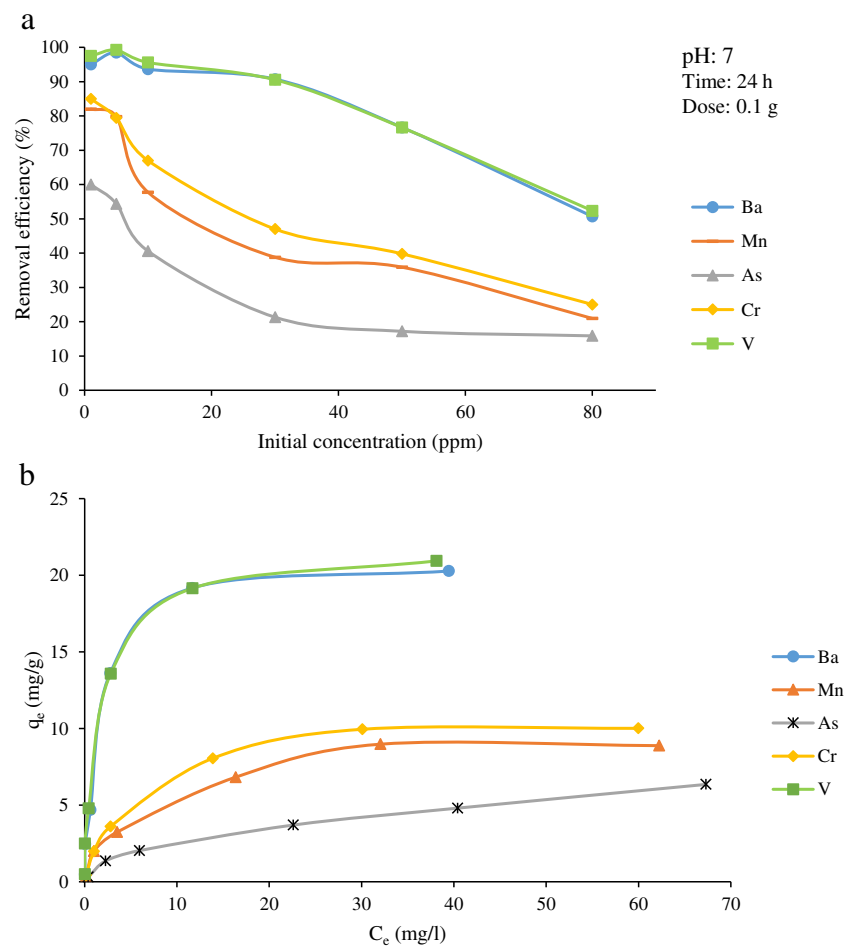 a
100
90
80
70
60
50
40
30
20
10
0
Removal efficiency (%)
0 20 40 60 80
Initial concentration (ppm)
pH: 7
Time: 24 h
Dose: 0.1 g
Ba
Mn
As
Cr
V
b
25
20
15
10
5
0
qe (mg/g)
0 10 20 30 40 50 60 70
Ce (mg/l)
Ba
Mn
As
Cr
V